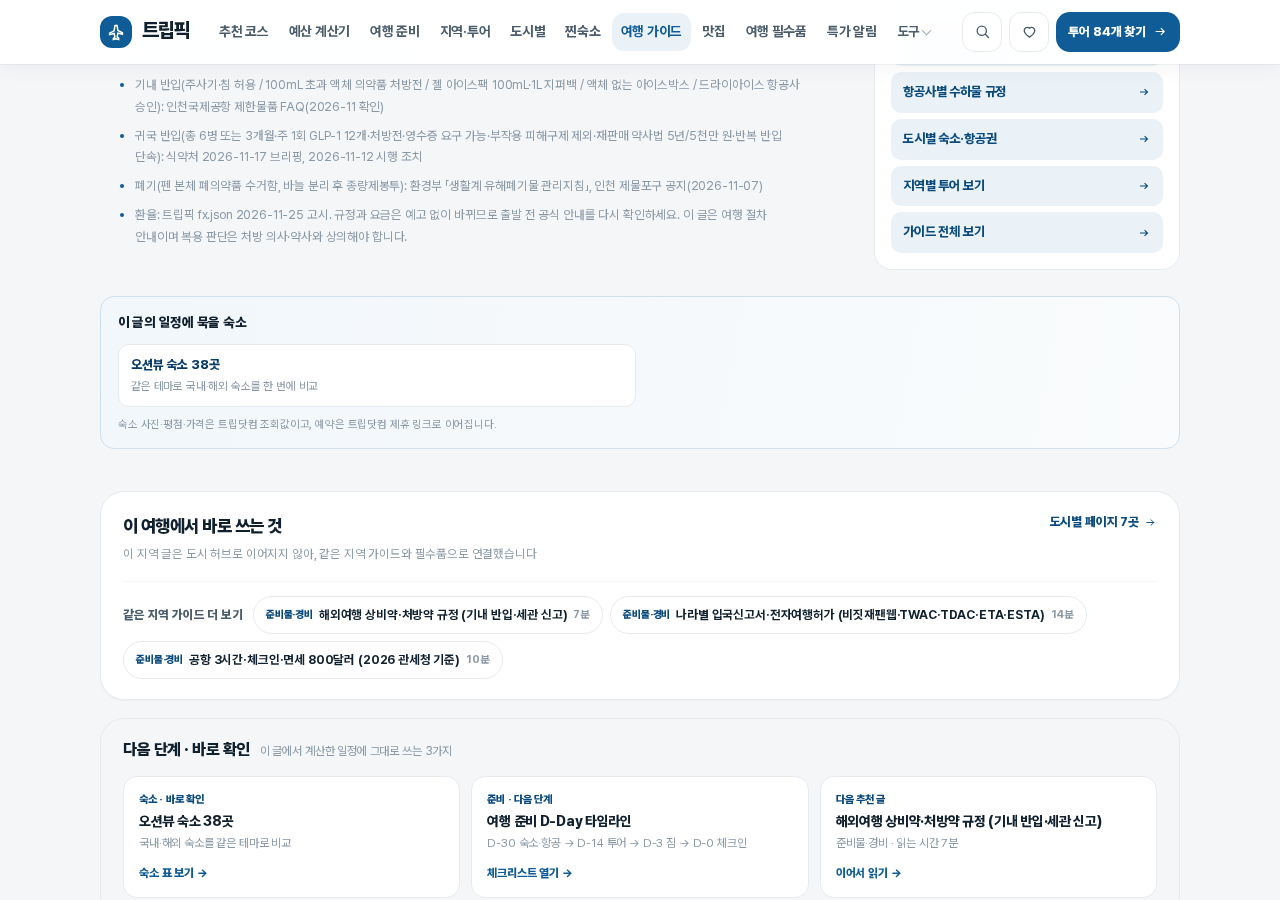 트립픽
추천 코스
예산 계산기
여행 준비
지역·투어
도시별
찐숙소
여행 가이드
맛집
여행 필수품
특가 알림
도구
투어 84개 찾기 →
기내 반입(주사기·침 허용 / 100mL 초과 액체 의약품 처방전 / 젤 아이스팩 100mL·1L 지퍼백 / 액체 없는 아이스박스 / 드라이아이스 항공사
승인): 인천국제공항 제한물품 FAQ(2026-11 확인)
귀국 반입(총 6병 또는 3개월·주 1회 GLP-1 12개·처방전·영수증 요구 가능·부작용 피해구제 제외·재판매 약사법 5년/5천만 원·반복 반입
단속): 식약처 2026-11-17 브리핑, 2026-11-12 시행 조치
폐기(펜 본체 폐의약품 수거함, 바늘 분리 후 종량제봉투): 환경부 「생활계 유해폐기물 관리지침」, 인천 제물포구 공지(2026-11-07)
환율: 트립픽 fx.json 2026-11-25 고시. 규정과 요금은 예고 없이 바뀌므로 출발 전 공식 안내를 다시 확인하세요. 이 글은 여행 절차
안내이며 복용 판단은 처방 의사·약사와 상의해야 합니다.
항공사별 수하물 규정 →
도시별 숙소·항공권 →
지역별 투어 보기 →
가이드 전체 보기 →
이 글의 일정에 묵을 숙소
오션뷰 숙소 38곳
같은 테마로 국내·해외 숙소를 한 번에 비교
숙소 사진·평점·가격은 트립닷컴 조회값이고, 예약은 트립닷컴 제휴 링크로 이어집니다.
이 여행에서 바로 쓰는 것
도시별 페이지 7곳 →
이 지역 글은 도시 허브로 이어지지 않아, 같은 지역 가이드와 필수품으로 연결했습니다
같은 지역 가이드 더 보기
준비물·경비 해외여행 상비약·처방약 규정 (기내 반입·세관 신고) 7분
준비물·경비 나라별 입국신고서·전자여행허가 (비짓재팬웹·TWAC·TDAC·ETA·ESTA) 14분
준비물·경비 공항 3시간·체크인·면세 800달러 (2026 관세청 기준) 10분
다음 단계 · 바로 확인 이 글에서 계산한 일정에 그대로 쓰는 3가지
숙소 · 바로 확인
오션뷰 숙소 38곳
국내·해외 숙소를 같은 테마로 비교
숙소 표 보기 →
준비 · 다음 단계
여행 준비 D-Day 타임라인
D-30 숙소·항공 → D-14 투어 → D-3 짐 → D-0 체크인
체크리스트 열기 →
다음 추천 글
해외여행 상비약·처방약 규정 (기내 반입·세관 신고)
준비물·경비 · 읽는 시간 7분
이어서 읽기 →